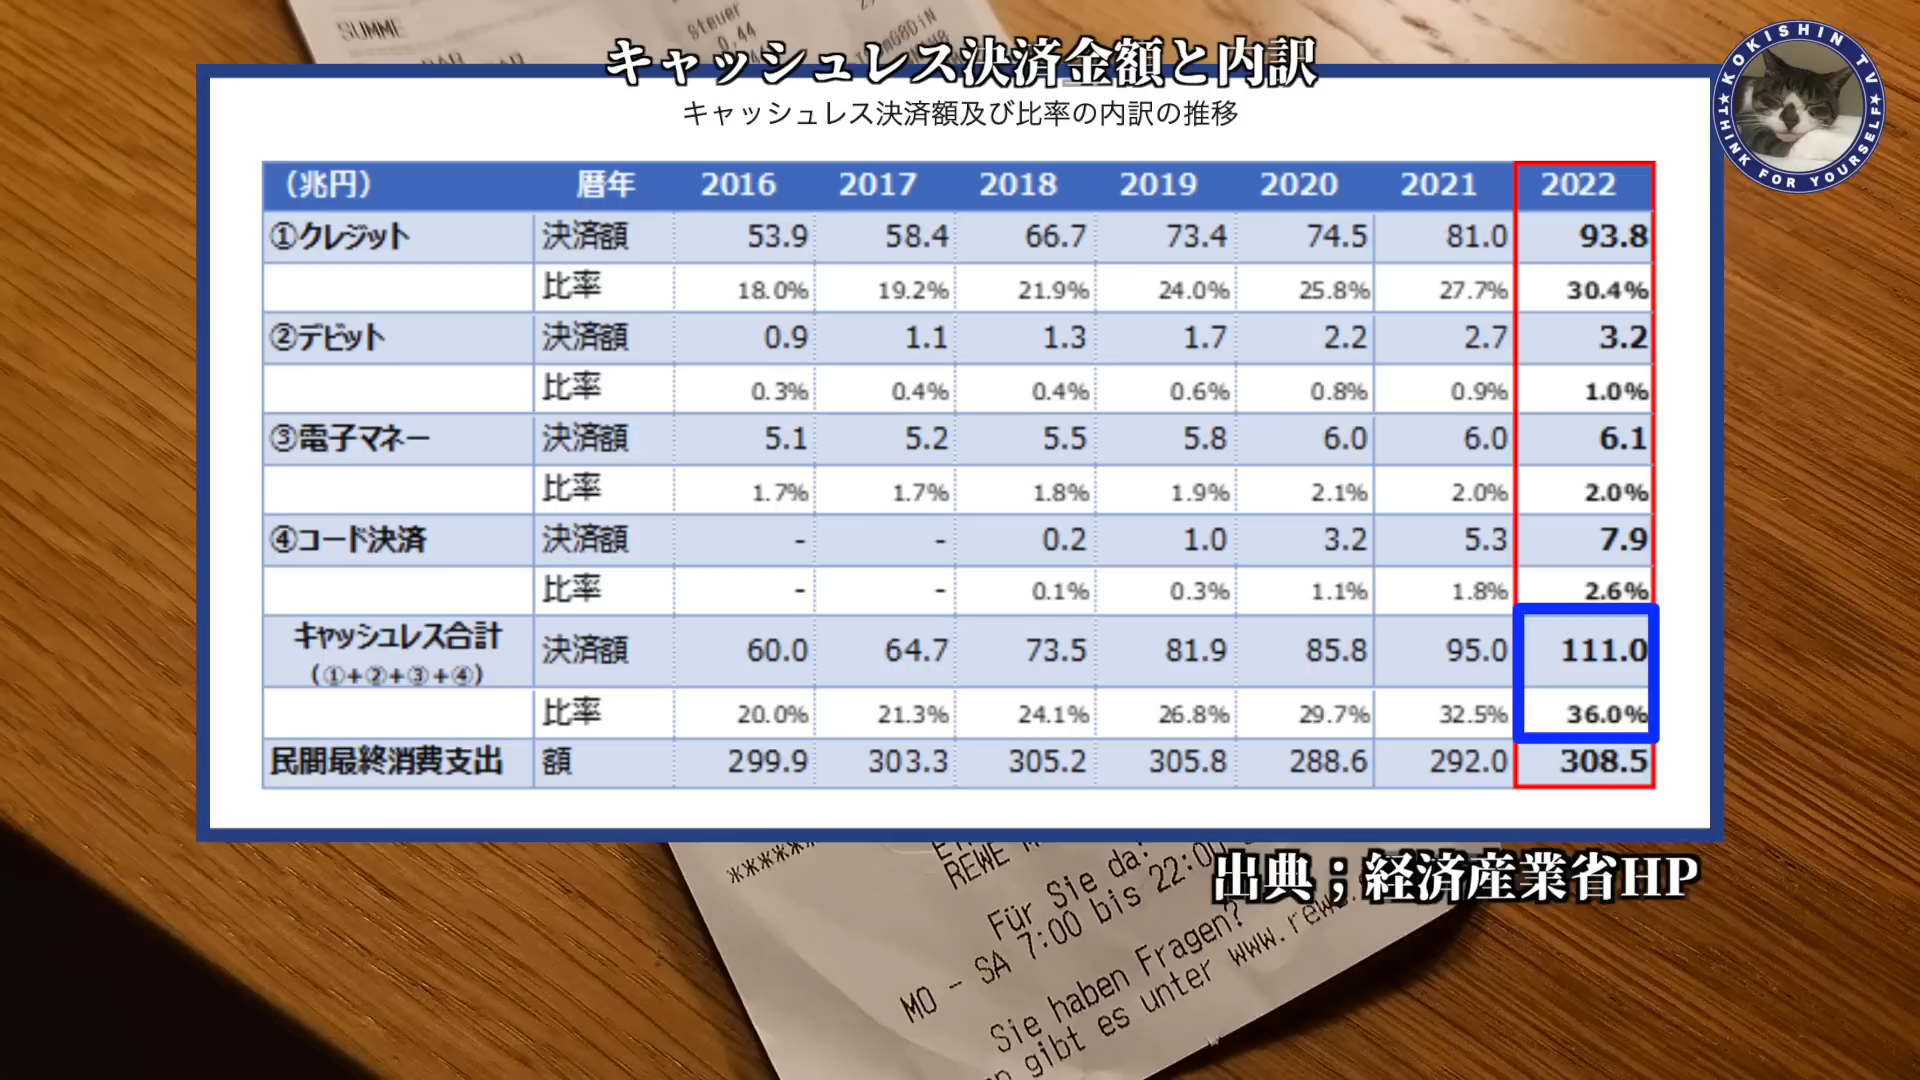 SUMME
steuer
0,44
キャッシュレス決済金額と内訳
キャッシュレス決済額及び比率の内訳の推移
KOKISHIN TV
THINK FOR YOURSELF
（兆円） 暦年 2016 2017 2018 2019 2020 2021 2022
①クレジット 決済額 53.9 58.4 66.7 73.4 74.5 81.0 93.8
比率 18.0% 19.2% 21.9% 24.0% 25.8% 27.7% 30.4%
②デビット 決済額 0.9 1.1 1.3 1.7 2.2 2.7 3.2
比率 0.3% 0.4% 0.4% 0.6% 0.8% 0.9% 1.0%
③電子マネー 決済額 5.1 5.2 5.5 5.8 6.0 6.0 6.1
比率 1.7% 1.7% 1.8% 1.9% 2.1% 2.0% 2.0%
④コード決済 決済額 - - 0.2 1.0 3.2 5.3 7.9
比率 - - 0.1% 0.3% 1.1% 1.8% 2.6%
キャッシュレス合計 決済額 60.0 64.7 73.5 81.9 85.8 95.0 111.0
（①+②+③+④）
比率 20.0% 21.3% 24.1% 26.8% 29.7% 32.5% 36.0%
民間最終消費支出 額 299.9 303.3 305.2 305.8 288.6 292.0 308.5
出典；経済産業省HP
REWE
Für Sie da:
MO - SA 7:00 bis 22:00
Sie haben Fragen?
gibt es unter www.rewe.